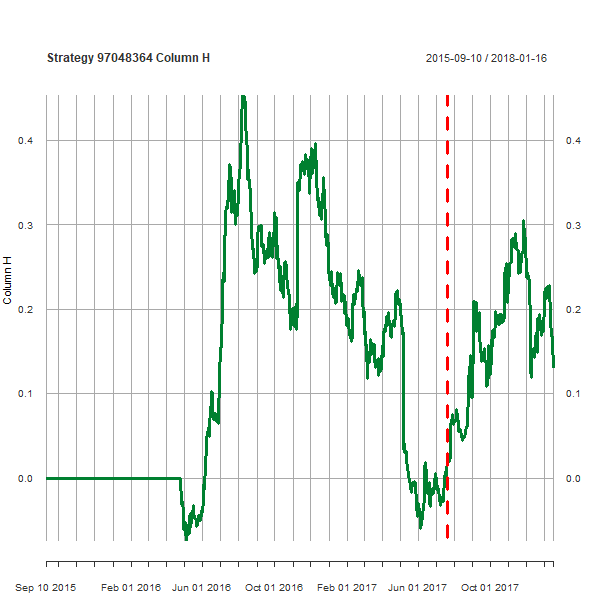 Strategy 97048364 Column H
2015-09-10 / 2018-01-16
Column H
0.4 0.4
0.3 0.3
0.2 0.2
0.1 0.1
0.0 0.0
Sep 10 2015 Feb 01 2016 Jun 01 2016 Oct 01 2016 Feb 01 2017 Jun 01 2017 Oct 01 2017